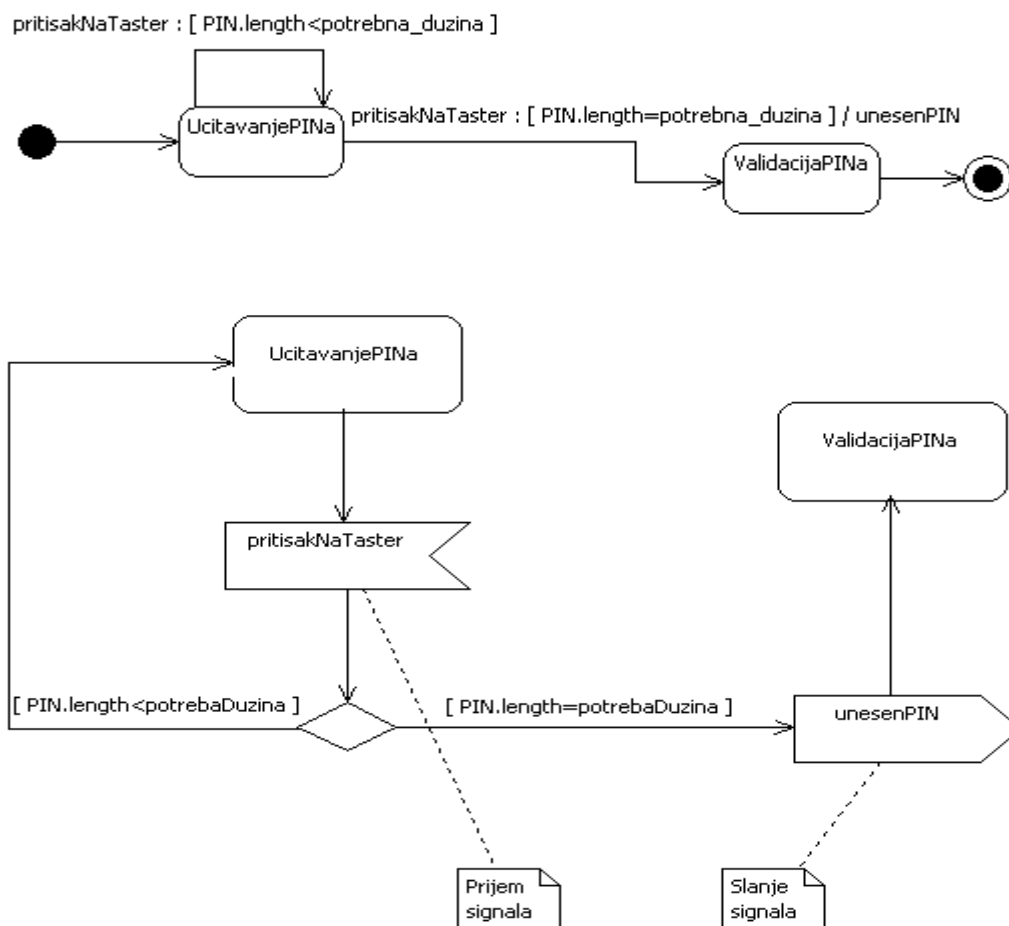 pritisakNaTaster : [ PIN.length<potrebna_duzina ]
UcitavanjePINa
pritisakNaTaster : [ PIN.length=potrebna_duzina ] / unesenPIN
ValidacijaPINa
UcitavanjePINa
ValidacijaPINa
pritisakNaTaster
[ PIN.length<potrebaDuzina ]
[ PIN.length=potrebaDuzina ]
unesenPIN
Prijem
signala
Slanje
signala